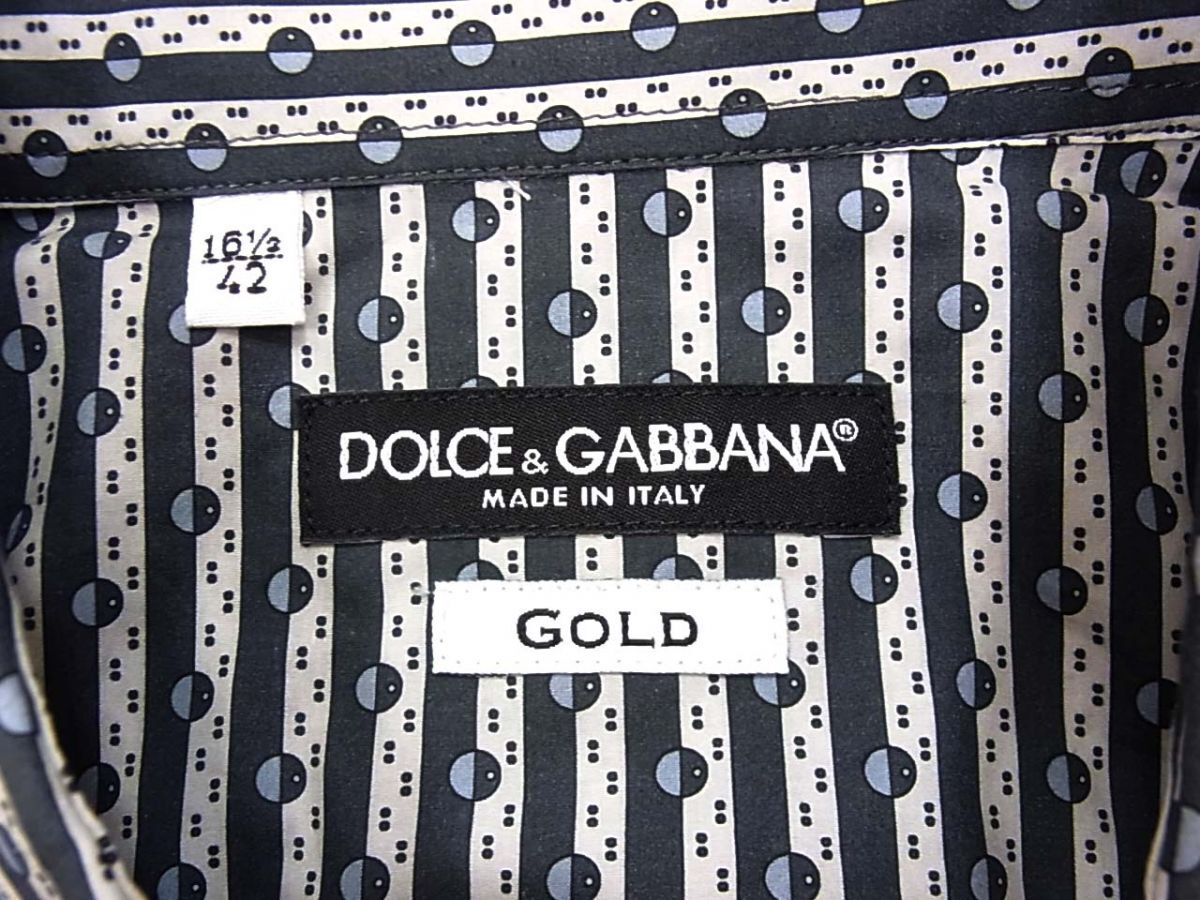 16½
42
DOLCE & GABBANA®
MADE IN ITALY
GOLD